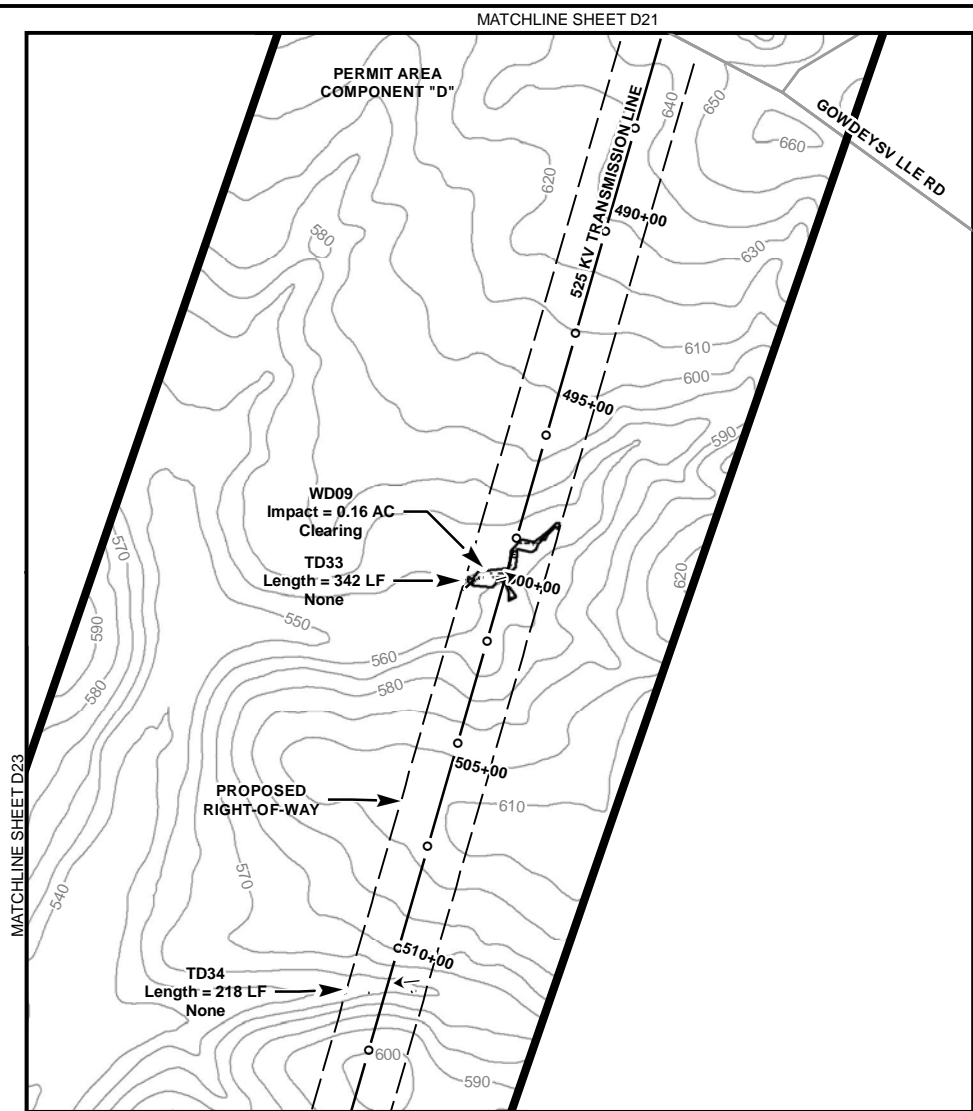 MATCHLINE SHEET D21
PERMIT AREA
COMPONENT "D"
525 KV TRANSMISSION LINE
640
650
660
GOWDEYSV LLE RD
620
580
490+00
630
610
600
495+00
590
WD09
Impact = 0.16 AC
Clearing
TD33
Length = 342 LF
None
00+00
570
620
550
590
560
580
580
505+00
PROPOSED
RIGHT-OF-WAY
610
MATCHLINE SHEET D23
570
540
510+00
TD34
Length = 218 LF
None
600
590